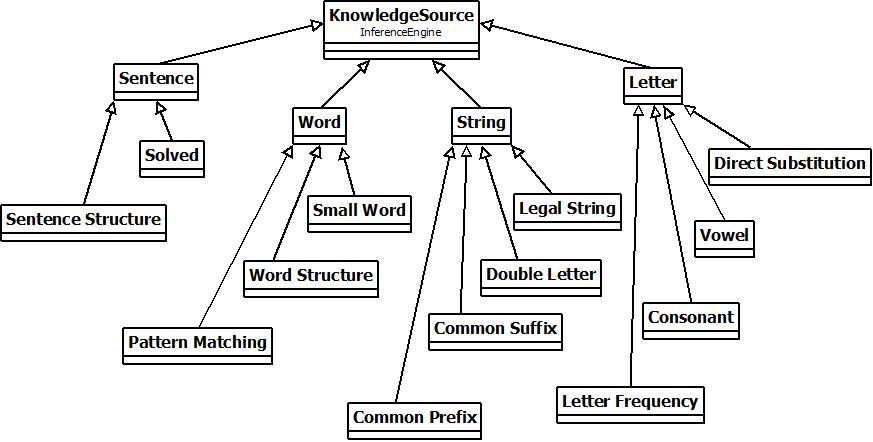 KnowledgeSource
InferenceEngine
Sentence
Letter
Word
String
Solved
Direct Substitution
Sentence Structure
Small Word
Legal String
Vowel
Word Structure
Double Letter
Consonant
Pattern Matching
Common Suffix
Letter Frequency
Common Prefix